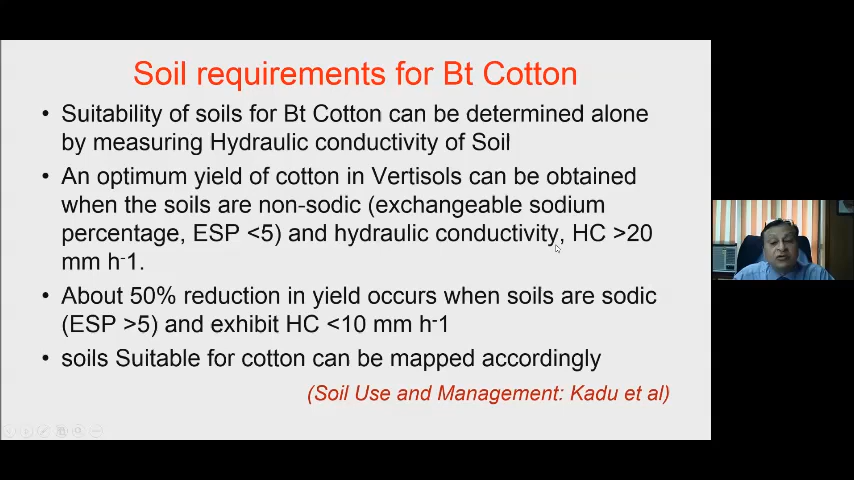 Soil requirements for Bt Cotton
• Suitability of soils for Bt Cotton can be determined alone
by measuring Hydraulic conductivity of Soil
• An optimum yield of cotton in Vertisols can be obtained
when the soils are non-sodic (exchangeable sodium
percentage, ESP <5) and hydraulic conductivity, HC >20
mm h-1.
• About 50% reduction in yield occurs when soils are sodic
(ESP >5) and exhibit HC <10 mm h-1
• soils Suitable for cotton can be mapped accordingly
(Soil Use and Management: Kadu et al)